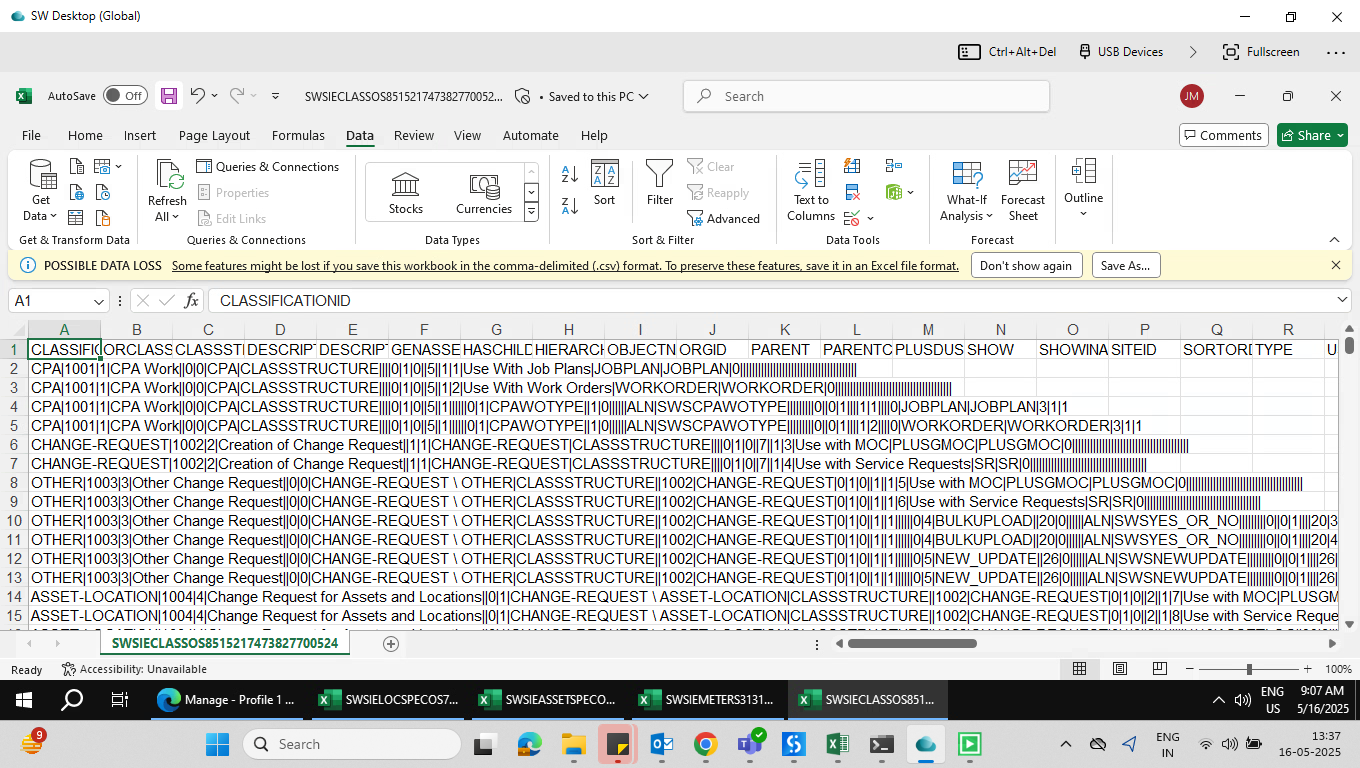 SW Desktop (Global)
Ctrl+Alt+Del USB Devices Fullscreen
AutoSave Off SWSIECLASSOS851521747382770052... • Saved to this PC Search JM
File Home Insert Page Layout Formulas Data Review View Automate Help Comments Share
Get Data Refresh All Queries & Connections Properties Edit Links Stocks Currencies Sort Filter Clear Reapply Advanced Text to Columns What-If Analysis Forecast Sheet Outline
Get & Transform Data Queries & Connections Data Types Sort & Filter Data Tools Forecast
POSSIBLE DATA LOSS Some features might be lost if you save this workbook in the comma-delimited (.csv) format. To preserve these features, save it in an Excel file format. Don't show again Save As...
A1 fx CLASSIFICATIONID
A B C D E F G H I J K L M N O P Q R
1 CLASSIFIC ORCLASS CLASSSTI DESCRIPT DESCRIPT GENASSE HASCHILD HIERARCH OBJECTN ORGID PARENT PARENTC PLUSDUS SHOW SHOWINA SITEID SORTORD TYPE U
2 CPA|1001|1|CPA Work||0|0|CPA|CLASSSTRUCTURE||||0|1|0||5||1|1|Use With Job Plans|JOBPLAN|JOBPLAN|0|||||||||||||||||||||||||||||||||||||||
3 CPA|1001|1|CPA Work||0|0|CPA|CLASSSTRUCTURE||||0|1|0||5||1|2|Use With Work Orders|WORKORDER|WORKORDER|0|||||||||||||||||||||||||||||||||||||||
4 CPA|1001|1|CPA Work||0|0|CPA|CLASSSTRUCTURE||||0|1|0||5||1||||||0|1|CPAWOTYPE||1|0||||||ALN|SWSCPAWOTYPE|||||||||0||0|1||||1|1||||0|JOBPLAN|JOBPLAN|3|1|1
5 CPA|1001|1|CPA Work||0|0|CPA|CLASSSTRUCTURE||||0|1|0||5||1||||||0|1|CPAWOTYPE||1|0||||||ALN|SWSCPAWOTYPE|||||||||0||0|1||||1|2||||0|WORKORDER|WORKORDER|3|1|1
6 CHANGE-REQUEST|1002|2|Creation of Change Request||1|1|CHANGE-REQUEST|CLASSSTRUCTURE||||0|1|0||7||1|3|Use with MOC|PLUSGMOC|PLUSGMOC|0|||||||||||||||||||||||||||||||||||||||
7 CHANGE-REQUEST|1002|2|Creation of Change Request||1|1|CHANGE-REQUEST|CLASSSTRUCTURE||||0|1|0||7||1|4|Use with Service Requests|SR|SR|0|||||||||||||||||||||||||||||||||||||||
8 OTHER|1003|3|Other Change Request||0|0|CHANGE-REQUEST \ OTHER|CLASSSTRUCTURE||1002|CHANGE-REQUEST|0|1|0||1||1|5|Use with MOC|PLUSGMOC|PLUSGMOC|0|||||||||||||||||||||||||||||||||||||||
9 OTHER|1003|3|Other Change Request||0|0|CHANGE-REQUEST \ OTHER|CLASSSTRUCTURE||1002|CHANGE-REQUEST|0|1|0||1||1|6|Use with Service Requests|SR|SR|0|||||||||||||||||||||||||||||||||||||||
10 OTHER|1003|3|Other Change Request||0|0|CHANGE-REQUEST \ OTHER|CLASSSTRUCTURE||1002|CHANGE-REQUEST|0|1|0||1||1||||||0|4|BULKUPLOAD||20|0||||||ALN|SWSYES_OR_NO|||||||||0||0|1||||20|3
11 OTHER|1003|3|Other Change Request||0|0|CHANGE-REQUEST \ OTHER|CLASSSTRUCTURE||1002|CHANGE-REQUEST|0|1|0||1||1||||||0|4|BULKUPLOAD||20|0||||||ALN|SWSYES_OR_NO|||||||||0||0|1||||20|4
12 OTHER|1003|3|Other Change Request||0|0|CHANGE-REQUEST \ OTHER|CLASSSTRUCTURE||1002|CHANGE-REQUEST|0|1|0||1||1||||||0|5|NEW_UPDATE||26|0||||||ALN|SWSNEWUPDATE|||||||||0||0|1||||26|
13 OTHER|1003|3|Other Change Request||0|0|CHANGE-REQUEST \ OTHER|CLASSSTRUCTURE||1002|CHANGE-REQUEST|0|1|0||1||1||||||0|5|NEW_UPDATE||26|0||||||ALN|SWSNEWUPDATE|||||||||0||0|1||||26|
14 ASSET-LOCATION|1004|4|Change Request for Assets and Locations||0|1|CHANGE-REQUEST \ ASSET-LOCATION|CLASSSTRUCTURE||1002|CHANGE-REQUEST|0|1|0||2||1|7|Use with MOC|PLUSGM
15 ASSET-LOCATION|1004|4|Change Request for Assets and Locations||0|1|CHANGE-REQUEST \ ASSET-LOCATION|CLASSSTRUCTURE||1002|CHANGE-REQUEST|0|1|0||2||1|8|Use with Service Reque
SWSIECLASSOS8515217473827700524
Ready Accessibility: Unavailable 100%
Manage - Profile 1 ... SWSIELOCSPECOS7... SWSIEASSETSPECO... SWSIEMETERS3131... SWSIECLASSOS851... ENG US 9:07 AM 5/16/2025
9 Search ENG IN 13:37 16-05-2025